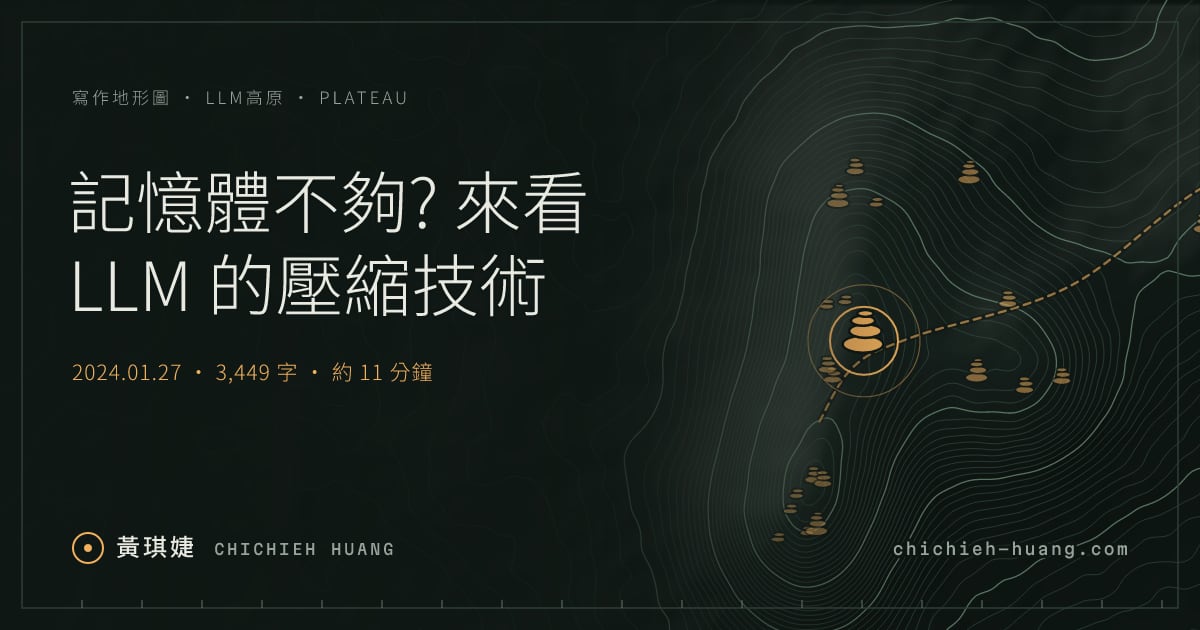 寫作地形圖 · LLM高原 · PLATEAU
記憶體不夠? 來看
LLM 的壓縮技術
2024.01.27 · 3,449 字 · 約 11 分鐘
黃琪婕 CHICHIEH HUANG
chichieh-huang.com